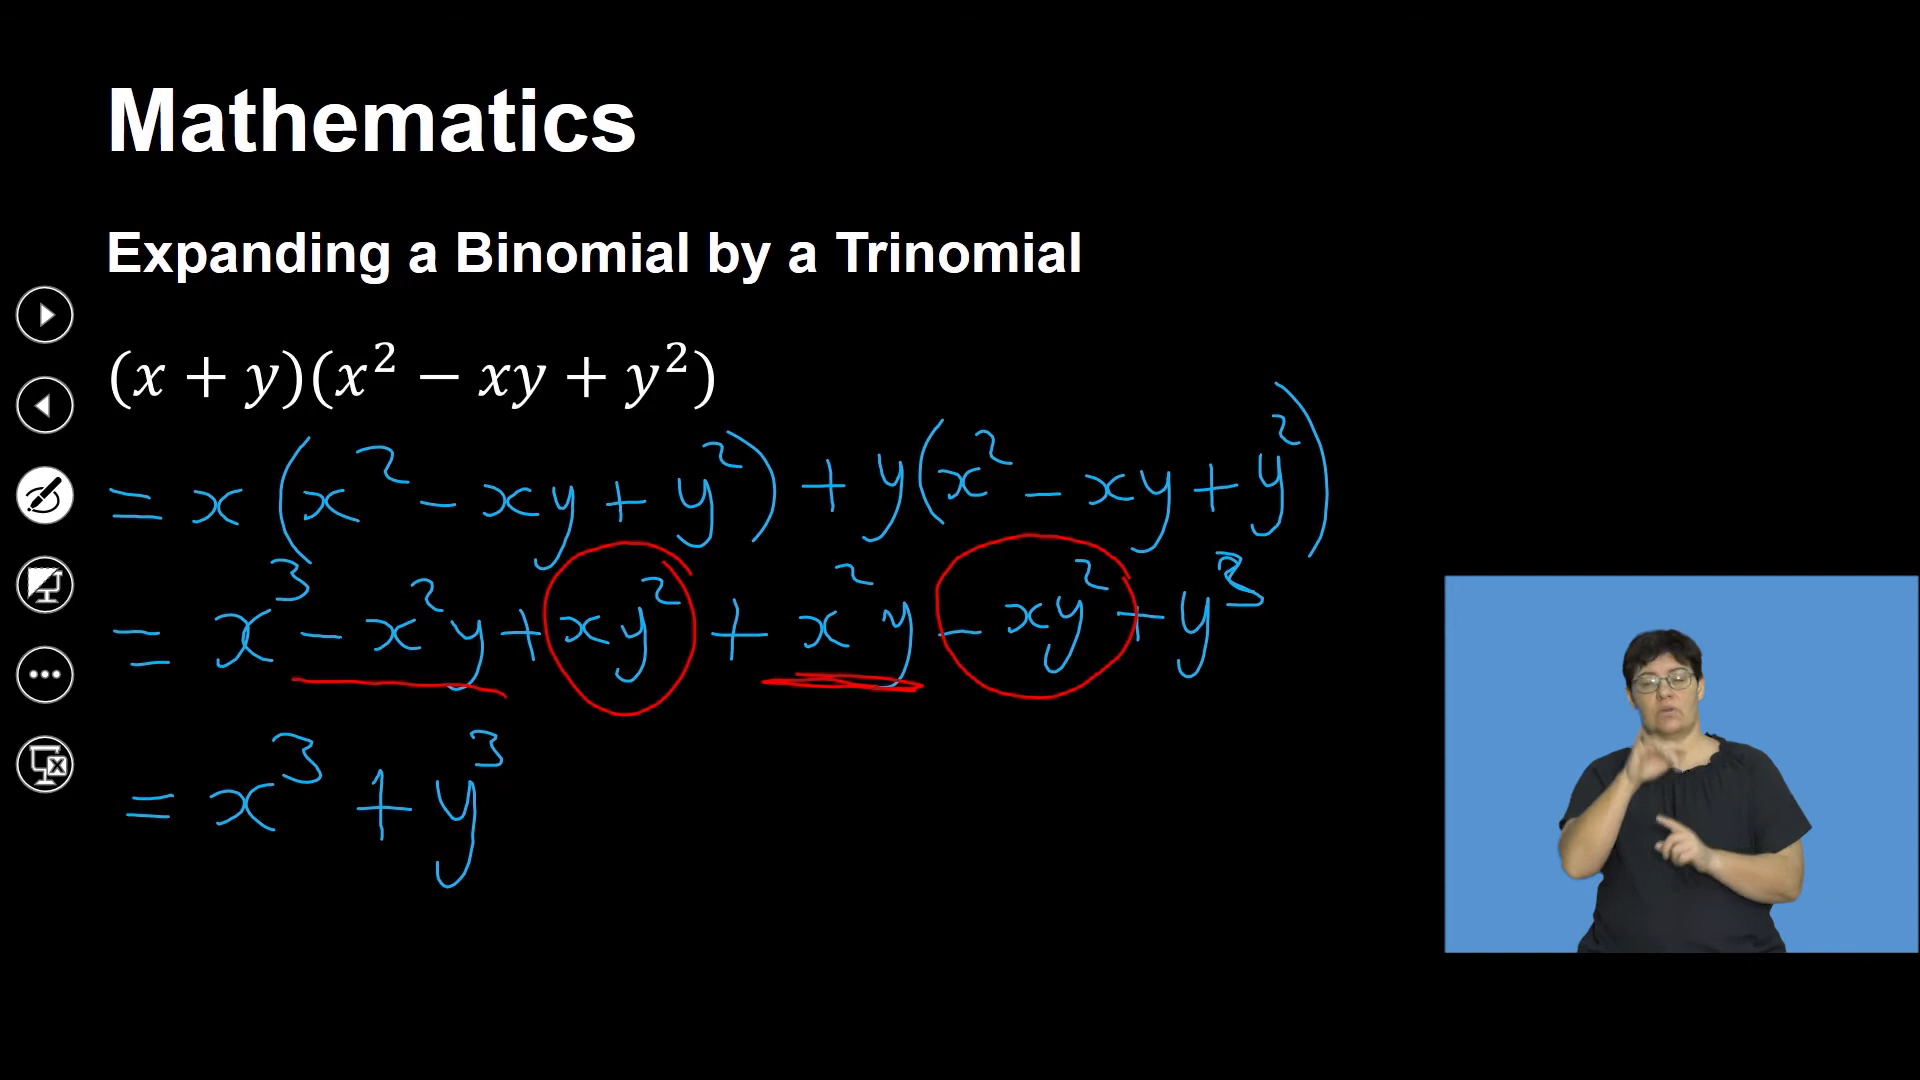 Mathematics
Expanding a Binomial by a Trinomial
(x + y)(x² − xy + y²)
= x (x² − xy + y²) + y(x² − xy + y²)
= x³ − x²y + xy² + x²y − xy² + y³
= x³ + y³